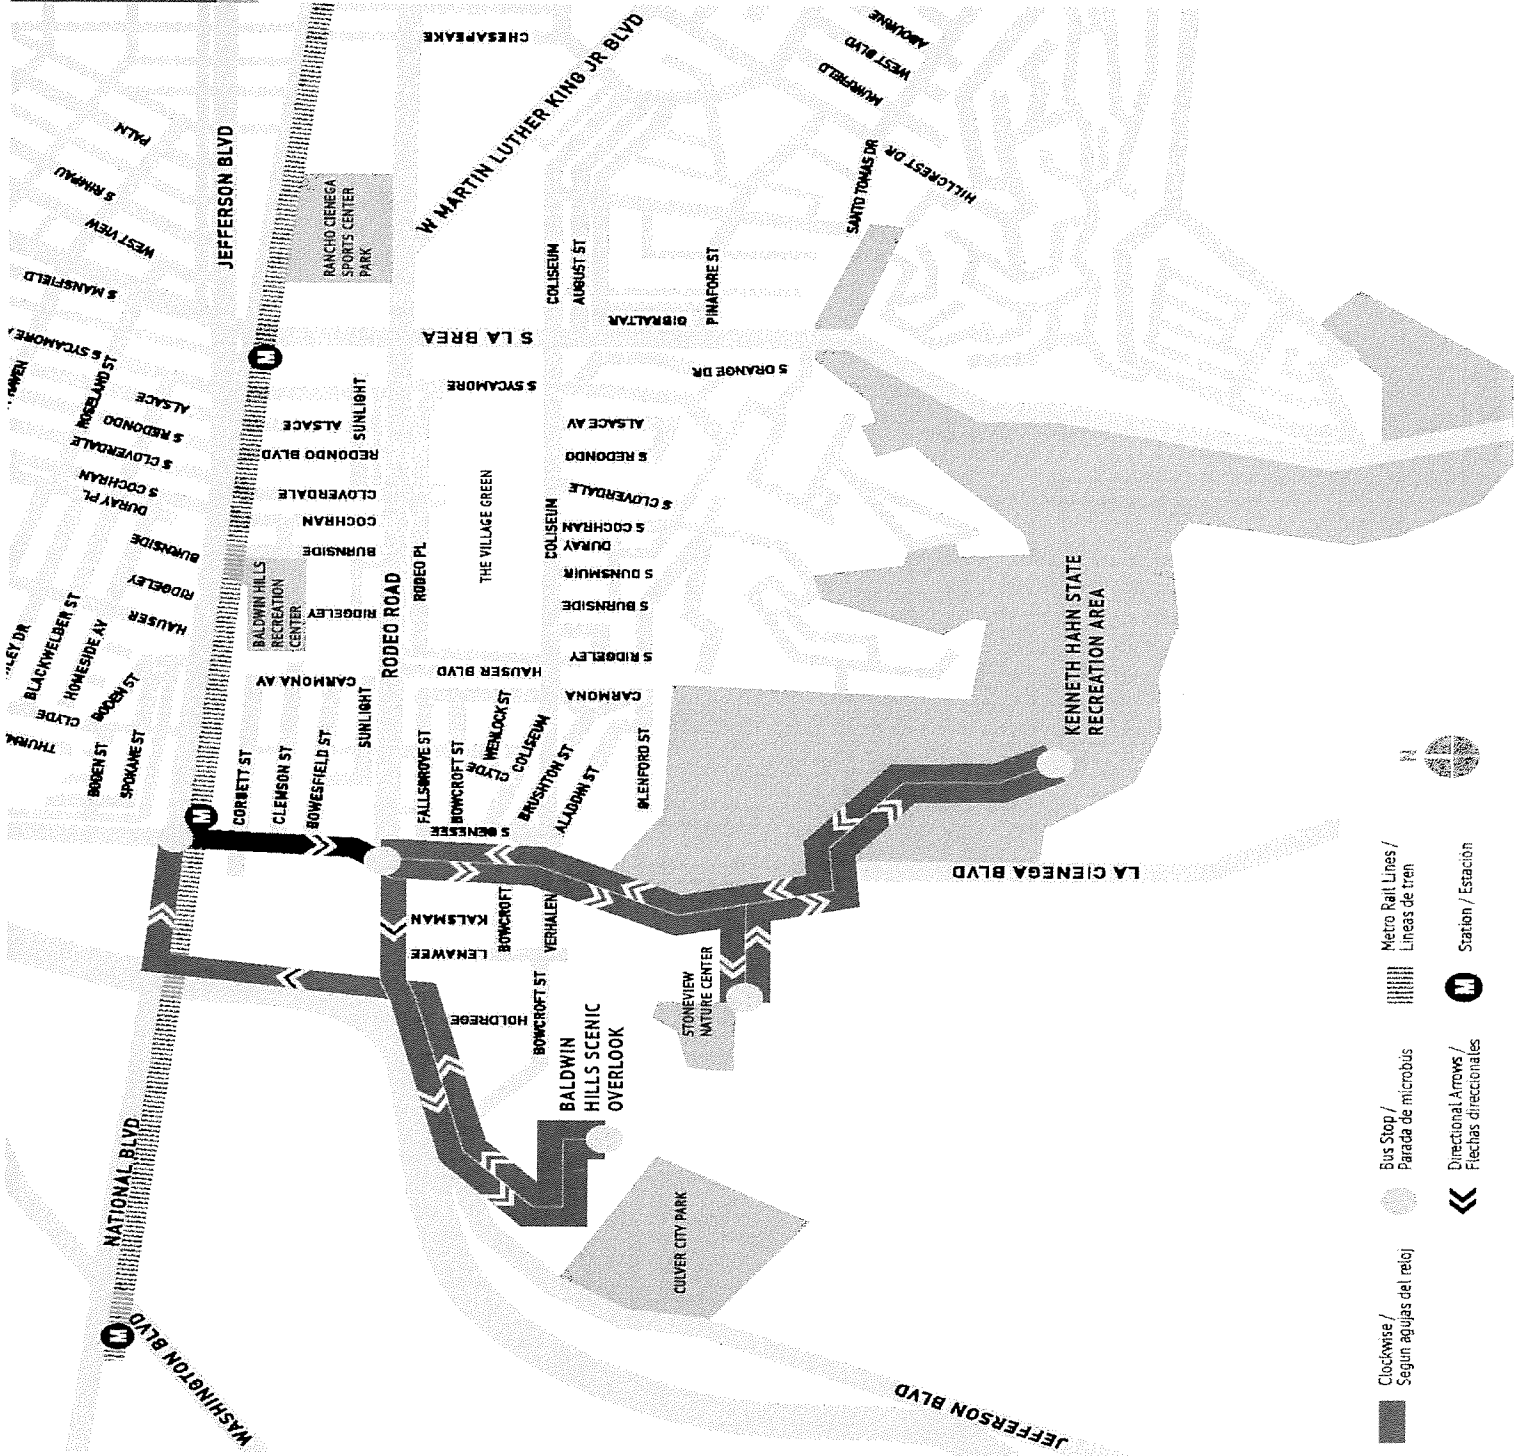 CHESAPEAKE
W MARTIN LUTHER KING JR BLVD
ABOURNE
WEST BLVD
MUIRFIELD
SANTO TOMAS DR
HILLCREST DR
PALM
S RIMPAU
WEST VIEW
S MANSFIELD
S SYCAMORE
JEFFERSON BLVD
RANCHO CIENEGA
SPORTS CENTER
PARK
COLISEUM
AUGUST ST
GIBRALTAR
PINAFORE ST
S LA BREA
M
S SYCAMORE
S ORANGE DR
ROSELAND ST
ALSACE
S REDONDO
S CLOVERDALE
S COCHRAN
DURAY PL
BURNSIDE
RIDGELEY
HAUSER
ALSACE
SUNLIGHT
REDONDO BLVD
CLOVERDALE
COCHRAN
BURNSIDE
RIDGELEY
BALDWIN HILLS
RECREATION
CENTER
CARMONA AV
SUNLIGHT
RODEO ROAD
RODEO PL
THE VILLAGE GREEN
COLISEUM
ALSACE AV
S REDONDO
S CLOVERDALE
S COCHRAN
DURAY
S DUNSMUIR
S BURNSIDE
S RIDGELEY
CARMONA
HAUSER BLVD
BLACKWELBER ST
HOMESIDE AV
CLYDE
BODEN ST
BODEN ST
SPOKANE ST
M
CORBETT ST
CLEMSON ST
BOWESFIELD ST
FALLSGROVE ST
BOWCROFT ST
CLYDE
WENLOCK ST
COLISEUM
BRUSHTON ST
ALADDIN ST
GLENFORD ST
S GENESEE
KENNETH HAHN STATE
RECREATION AREA
LA CIENEGA BLVD
KALSMAN
LENAWEE
BOWCROFT
VERHALEN
HOLDREGE
BOWCROFT ST
STONEVIEW
NATURE CENTER
BALDWIN
HILLS SCENIC
OVERLOOK
CULVER CITY PARK
NATIONAL BLVD
M
WASHINGTON BLVD
JEFFERSON BLVD
Clockwise /
Segun agujas del reloj
Bus Stop /
Parada de microbús
Metro Rail Lines /
Lineas de tren
Directional Arrows /
Flechas direccionales
M
Station / Estación
N